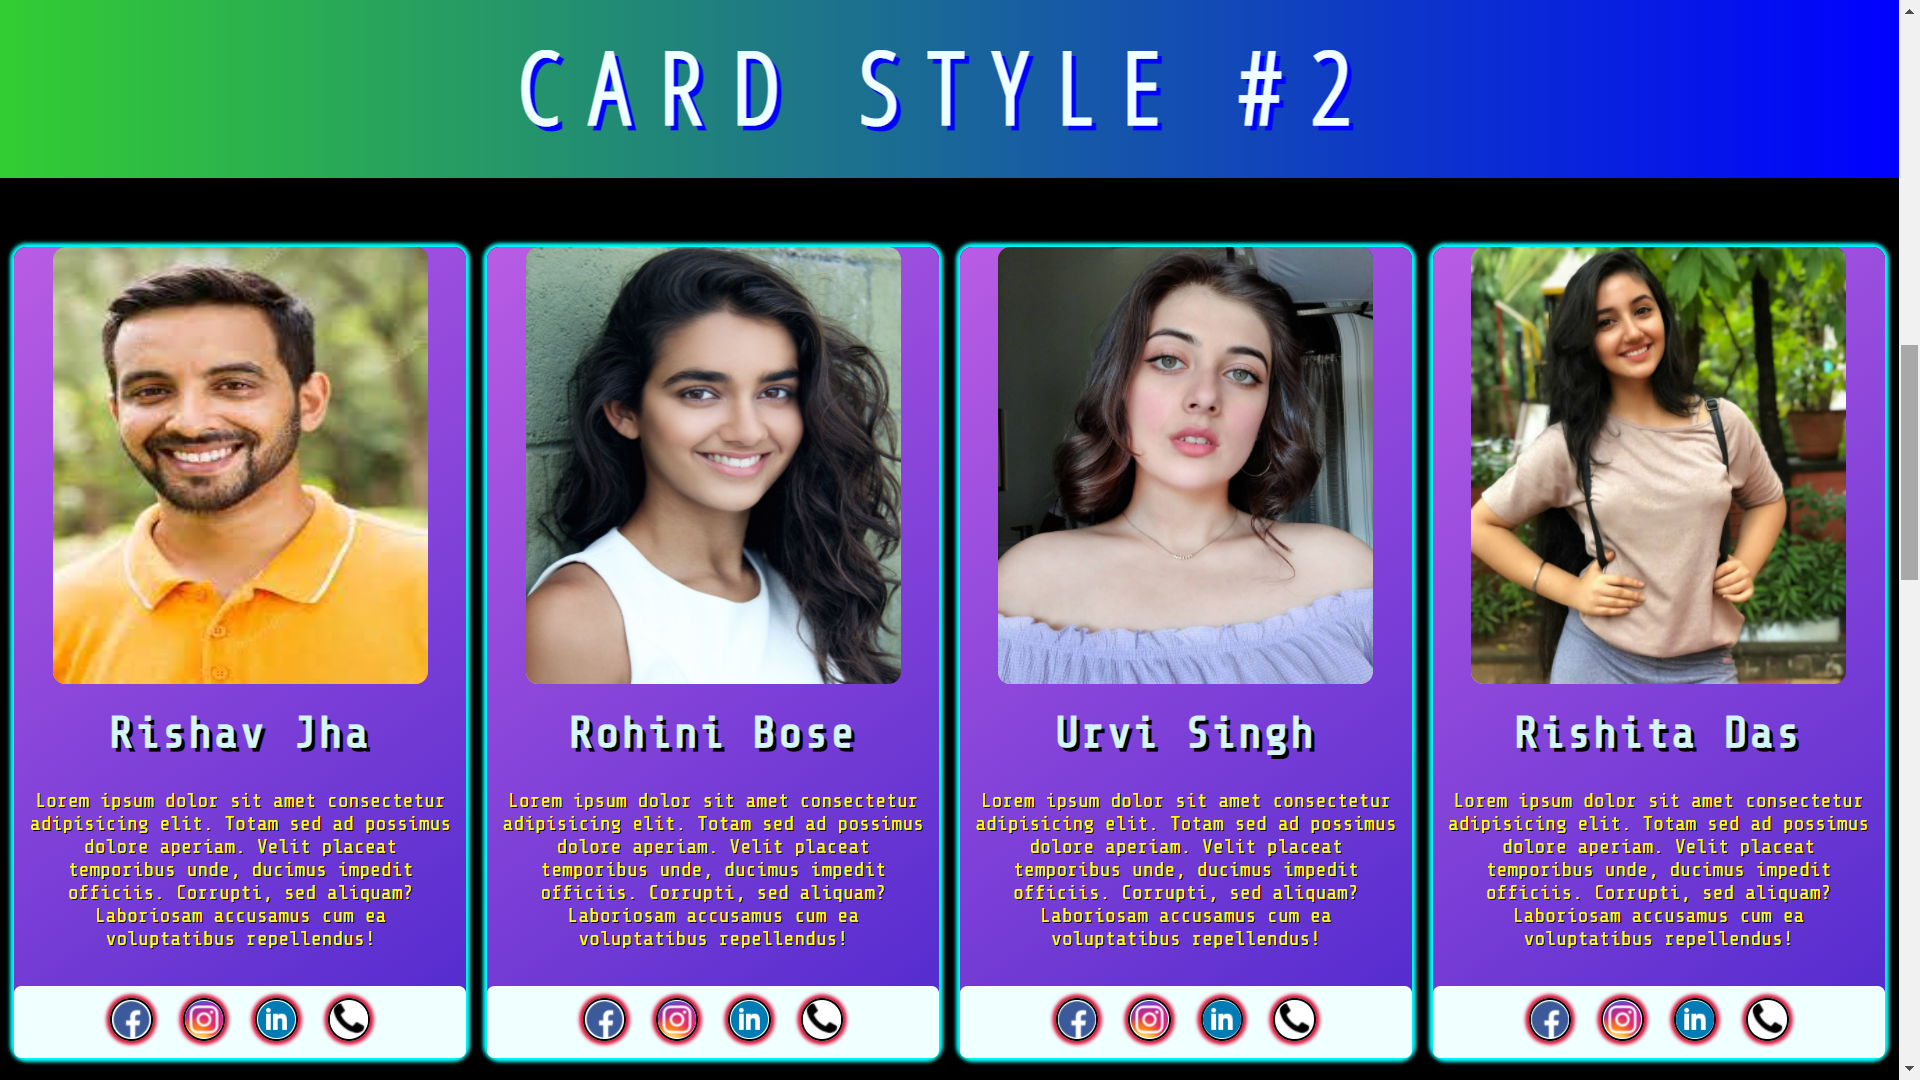 CARD STYLE #2
Rishav Jha
Lorem ipsum dolor sit amet consectetur
adipisicing elit. Totam sed ad possimus
dolore aperiam. Velit placeat
temporibus unde, ducimus impedit
officiis. Corrupti, sed aliquam?
Laboriosam accusamus cum ea
voluptatibus repellendus!
Rohini Bose
Lorem ipsum dolor sit amet consectetur
adipisicing elit. Totam sed ad possimus
dolore aperiam. Velit placeat
temporibus unde, ducimus impedit
officiis. Corrupti, sed aliquam?
Laboriosam accusamus cum ea
voluptatibus repellendus!
Urvi Singh
Lorem ipsum dolor sit amet consectetur
adipisicing elit. Totam sed ad possimus
dolore aperiam. Velit placeat
temporibus unde, ducimus impedit
officiis. Corrupti, sed aliquam?
Laboriosam accusamus cum ea
voluptatibus repellendus!
Rishita Das
Lorem ipsum dolor sit amet consectetur
adipisicing elit. Totam sed ad possimus
dolore aperiam. Velit placeat
temporibus unde, ducimus impedit
officiis. Corrupti, sed aliquam?
Laboriosam accusamus cum ea
voluptatibus repellendus!